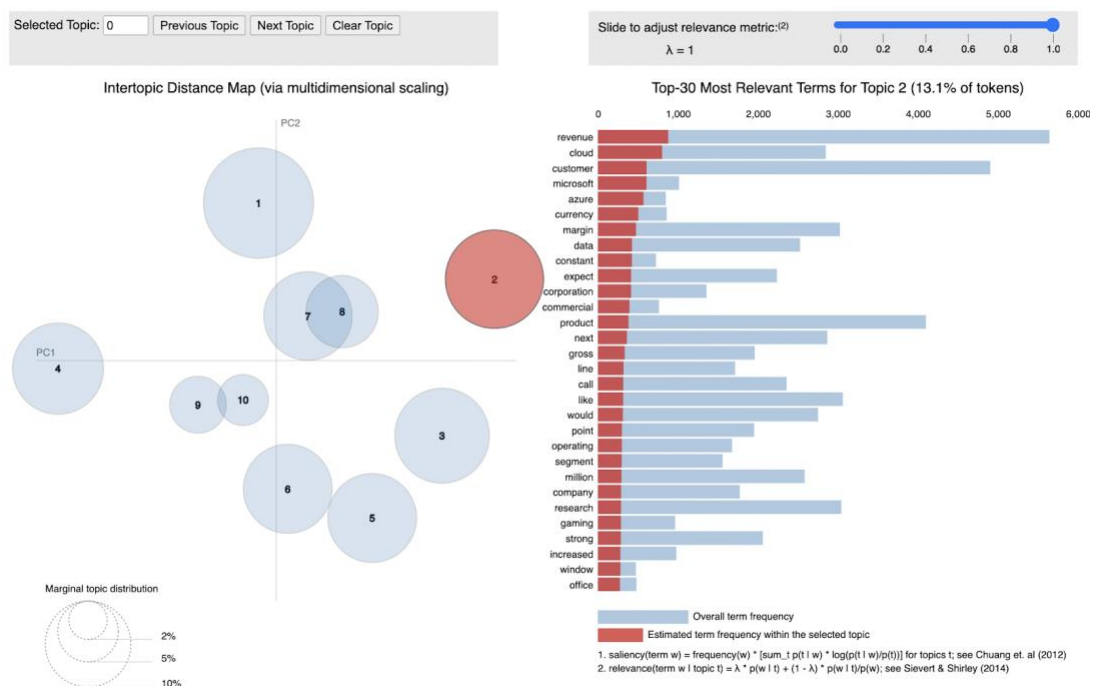 Selected Topic: 0 Previous Topic Next Topic Clear Topic
Slide to adjust relevance metric:(2)
λ = 1
0.0 0.2 0.4 0.6 0.8 1.0
Intertopic Distance Map (via multidimensional scaling)
PC2
PC1
1
2
7
8
4
9
10
3
6
5
Marginal topic distribution
2%
5%
10%
Top-30 Most Relevant Terms for Topic 2 (13.1% of tokens)
0 1,000 2,000 3,000 4,000 5,000 6,000
revenue
cloud
customer
microsoft
azure
currency
margin
data
constant
expect
corporation
commercial
product
next
gross
line
call
like
would
point
operating
segment
million
company
research
gaming
strong
increased
window
office
Overall term frequency
Estimated term frequency within the selected topic
1. saliency(term w) = frequency(w) * [sum_t p(t | w) * log(p(t | w)/p(t))] for topics t; see Chuang et. al (2012)
2. relevance(term w | topic t) = λ * p(w | t) + (1 - λ) * p(w | t)/p(w); see Sievert & Shirley (2014)